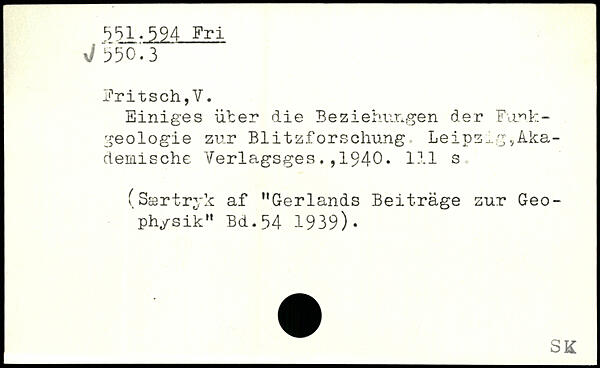 551.594 Fri
√ 550.3
Fritsch,V.
Einiges über die Beziehungen der Funk-
geologie zur Blitzforschung. Leipzig,Aka-
demische Verlagsges.,1940. 111 s.
(Særtryk af "Gerlands Beiträge zur Geo-
physik" Bd.54 1939).
SK